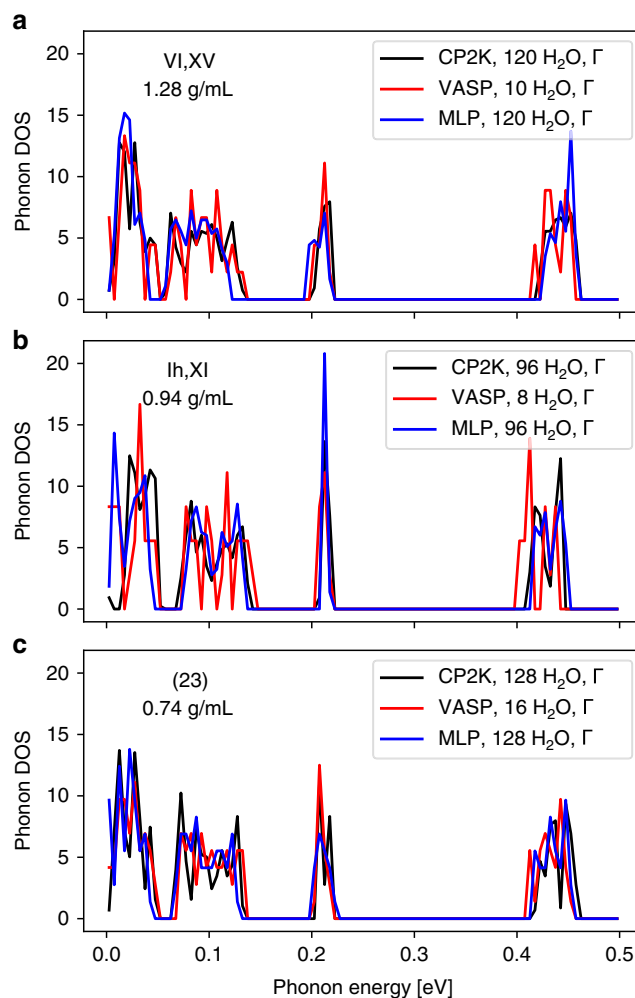 a
VI,XV
1.28 g/mL
CP2K, 120 H₂O, Γ
VASP, 10 H₂O, Γ
MLP, 120 H₂O, Γ
Phonon DOS
20
15
10
5
0
b
Ih,XI
0.94 g/mL
CP2K, 96 H₂O, Γ
VASP, 8 H₂O, Γ
MLP, 96 H₂O, Γ
Phonon DOS
20
15
10
5
0
c
(23)
0.74 g/mL
CP2K, 128 H₂O, Γ
VASP, 16 H₂O, Γ
MLP, 128 H₂O, Γ
Phonon DOS
20
15
10
5
0
0.0 0.1 0.2 0.3 0.4 0.5
Phonon energy [eV]